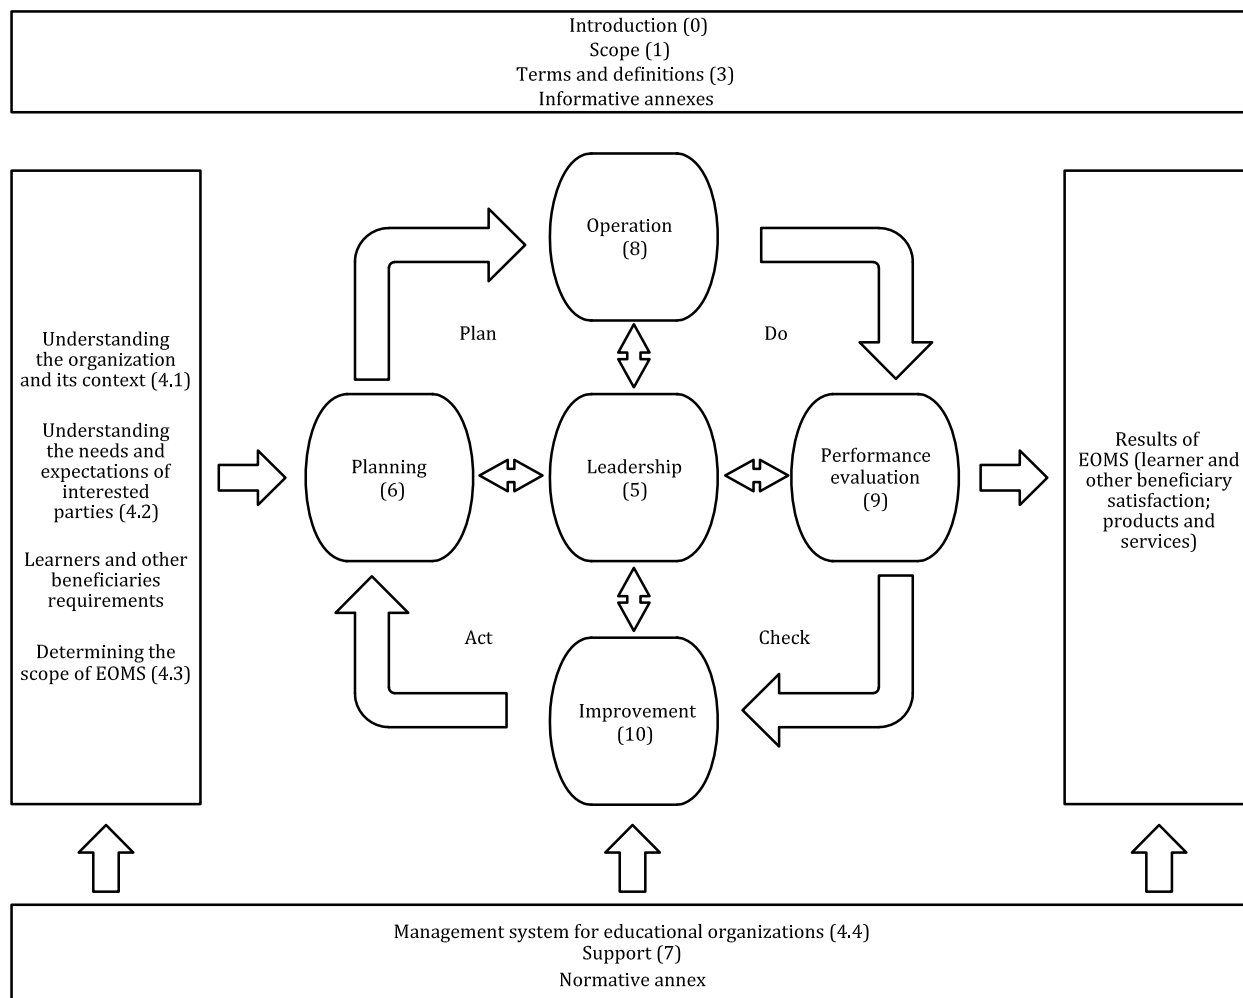 Introduction (0)
Scope (1)
Terms and definitions (3)
Informative annexes
Understanding
the organization
and its context (4.1)
Understanding
the needs and
expectations of
interested
parties (4.2)
Learners and other
beneficiaries
requirements
Determining the
scope of EOMS (4.3)
Operation
(8)
Plan
Do
Planning
(6)
Leadership
(5)
Performance
evaluation
(9)
Act
Check
Improvement
(10)
Results of
EOMS (learner and
other beneficiary
satisfaction;
products and
services)
Management system for educational organizations (4.4)
Support (7)
Normative annex